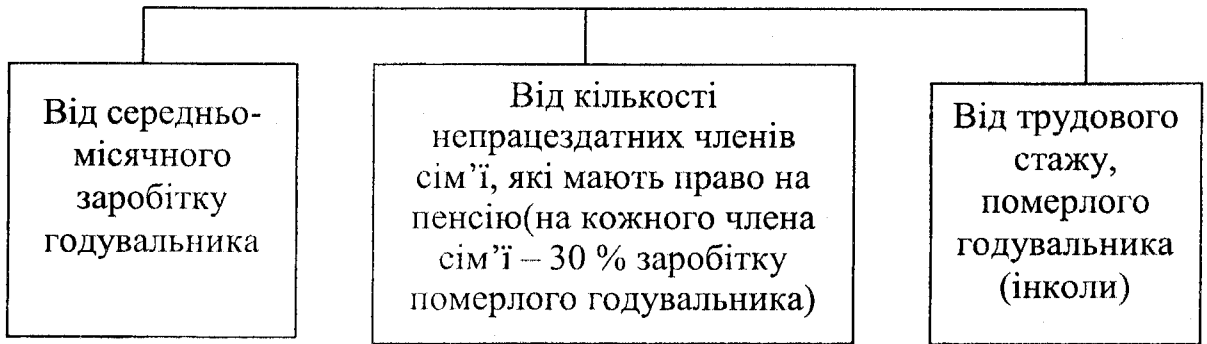 Від середньо-
місячного
заробітку
годувальника
Від кількості
непрацездатних членів
сім’ї, які мають право на
пенсію(на кожного члена
сім’ї – 30 % заробітку
померлого годувальника)
Від трудового
стажу,
померлого
годувальника
(інколи)